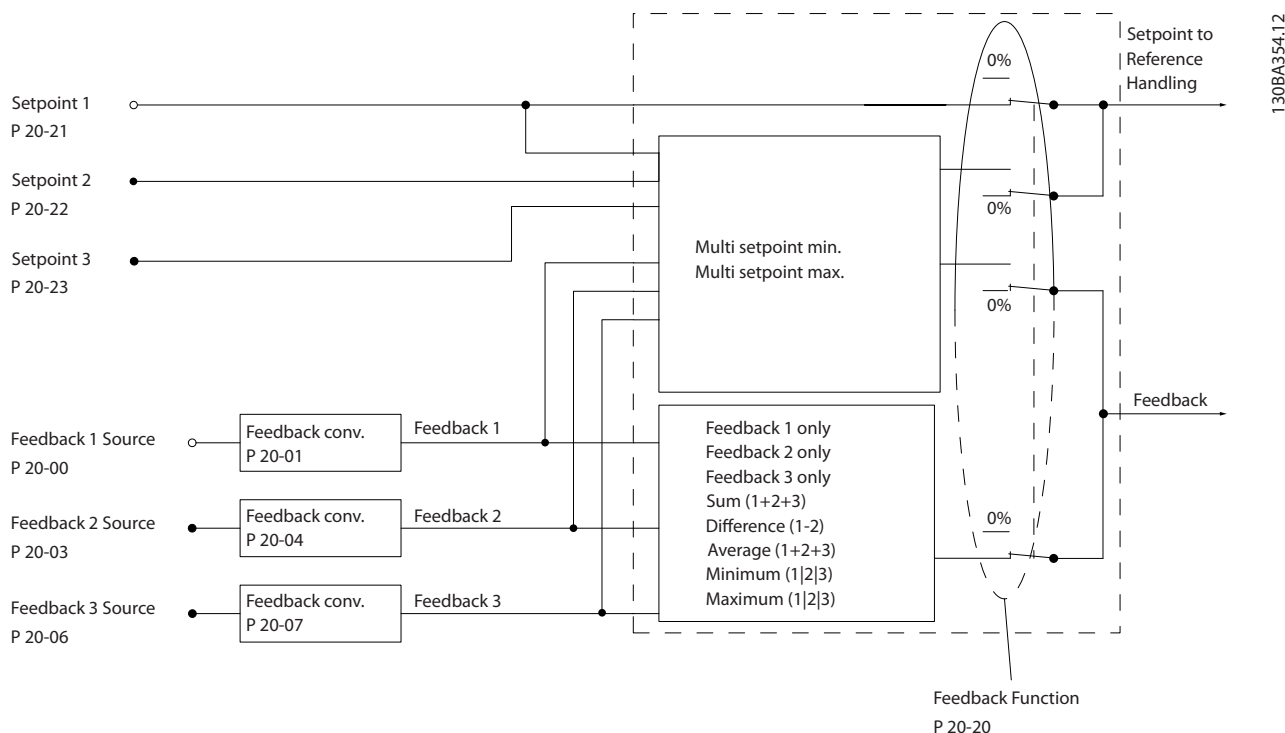 130BA354.12
0%
Setpoint to
Reference
Handling
Setpoint 1
P 20-21
Setpoint 2
P 20-22
0%
Setpoint 3
P 20-23
Multi setpoint min.
Multi setpoint max.
0%
Feedback
Feedback 1 Source
P 20-00
Feedback conv.
P 20-01
Feedback 1
Feedback 2 Source
P 20-03
Feedback conv.
P 20-04
Feedback 2
Feedback 3 Source
P 20-06
Feedback conv.
P 20-07
Feedback 3
Feedback 1 only
Feedback 2 only
Feedback 3 only
Sum (1+2+3)
Difference (1-2)
Average (1+2+3)
Minimum (1|2|3)
Maximum (1|2|3)
0%
Feedback Function
P 20-20